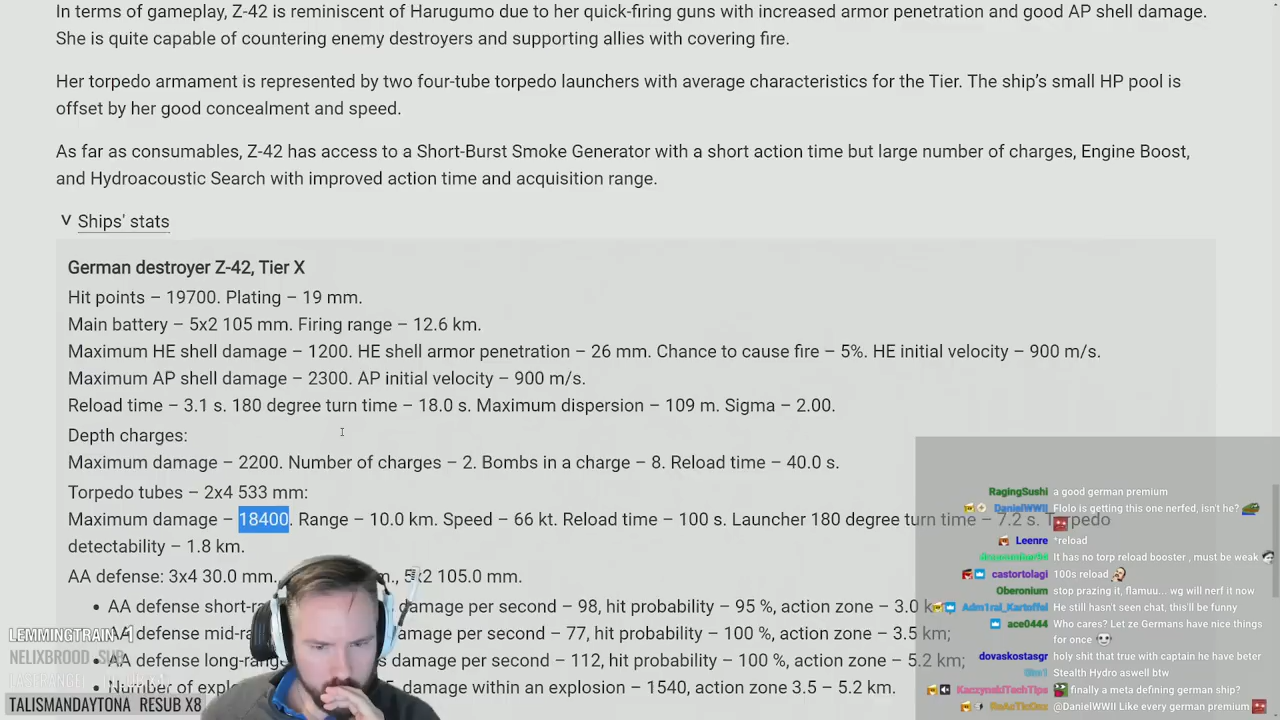 In terms of gameplay, Z-42 is reminiscent of Harugumo due to her quick-firing guns with increased armor penetration and good AP shell damage.
She is quite capable of countering enemy destroyers and supporting allies with covering fire.
Her torpedo armament is represented by two four-tube torpedo launchers with average characteristics for the Tier. The ship's small HP pool is
offset by her good concealment and speed.
As far as consumables, Z-42 has access to a Short-Burst Smoke Generator with a short action time but large number of charges, Engine Boost,
and Hydroacoustic Search with improved action time and acquisition range.
Ships' stats
German destroyer Z-42, Tier X
Hit points – 19700. Plating – 19 mm.
Main battery – 5x2 105 mm. Firing range – 12.6 km.
Maximum HE shell damage – 1200. HE shell armor penetration – 26 mm. Chance to cause fire – 5%. HE initial velocity – 900 m/s.
Maximum AP shell damage – 2300. AP initial velocity – 900 m/s.
Reload time – 3.1 s. 180 degree turn time – 18.0 s. Maximum dispersion – 109 m. Sigma – 2.00.
Depth charges:
Maximum damage – 2200. Number of charges – 2. Bombs in a charge – 8. Reload time – 40.0 s.
Torpedo tubes – 2x4 533 mm:
Maximum damage – 18400. Range – 10.0 km. Speed – 66 kt. Reload time – 100 s. Launcher 180 degree turn time – 7.2 s. Torpedo
detectability – 1.8 km.
AA defense: 3x4 30.0 mm. m., 5x2 105.0 mm.
AA defense short-ra damage per second – 98, hit probability – 95 %, action zone – 3.0 k
AA defense mid-ra damage per second – 77, hit probability – 100 %, action zone – 3.5 km;
AA defense long-range s damage per second – 112, hit probability – 100 %, action zone – 5.2 km;
Number of explo damage within an explosion – 1540, action zone 3.5 – 5.2 km.
RagingSushi a good german premium
DanielWWII Flolo is getting this one nerfed, isn't he?
Leenre *reload
It has no torp reload booster , must be weak
castortolagi 100s reload
Oberonium stop prazing it, flamuu... wg will nerf it now
Adm1ral_Kartoffel He still hasn't seen chat, this'll be funny
ace0444 Who cares? Let ze Germans have nice things
for once
dovaskostasgr holy shit that true with captain he have beter
Stealth Hydro aswell btw
KaczynskiTechTips finally a meta defining german ship?
@DanielWWII Like every german premium
LEMMINGTRAIN 1
NELIXBROOD SUB
TALISMANDAYTONA RESUB X8